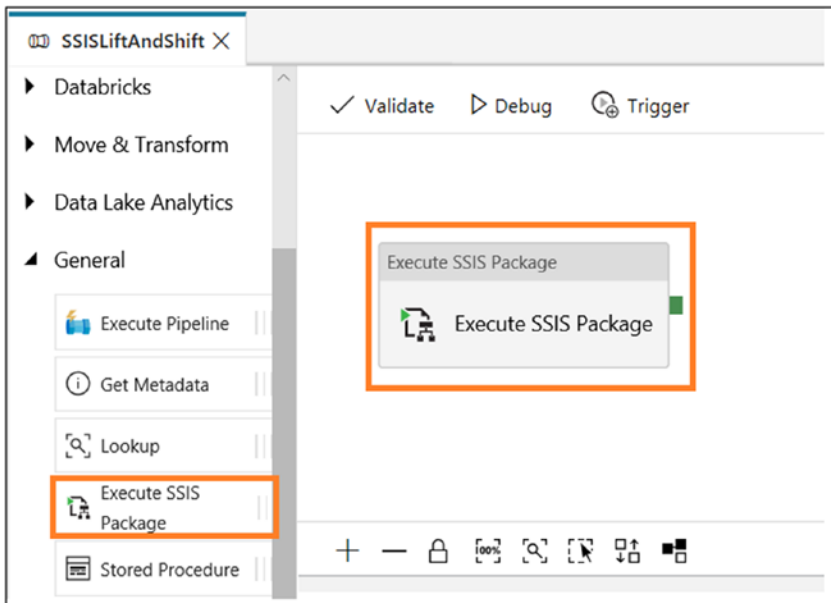 SSISLiftAndShift
Databricks
Move & Transform
Data Lake Analytics
General
Execute Pipeline
Get Metadata
Lookup
Execute SSIS
Package
Stored Procedure
Validate
Debug
Trigger
Execute SSIS Package
Execute SSIS Package
100%